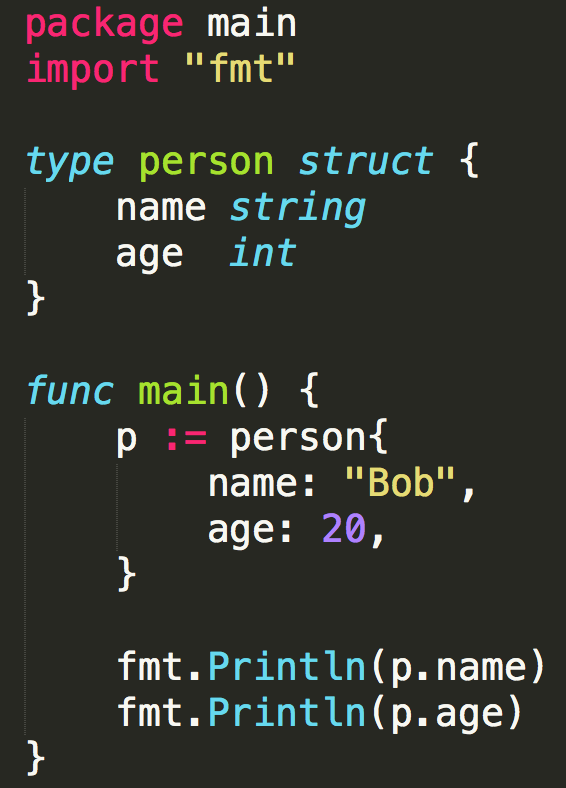 package main
import "fmt"

type person struct {
    name string
    age  int
}

func main() {
    p := person{
        name: "Bob",
        age: 20,
    }

    fmt.Println(p.name)
    fmt.Println(p.age)
}